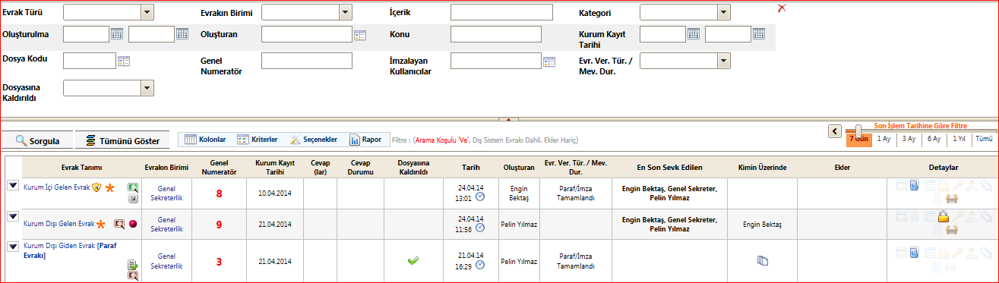 Evrak Türü Evrakın Birimi İçerik Kategori
Oluşturulma Oluşturan Konu Kurum Kayıt
Tarihi
Dosya Kodu Genel
Numeratör İmzalayan
Kullanıcılar Evr. Ver. Tür. /
Mev. Dur.
Dosyasına
Kaldırıldı
Son İşlem Tarihine Göre Filtre
7 Gün 1 Ay 3 Ay 6 Ay 1 Yıl Tümü
Sorgula Tümünü Göster Kolonlar Kriterler Seçenekler Rapor Filtre : (Arama Koşulu 'Ve', Dış Sistem Evrakı Dahil, Ekler Hariç)
Evrak Tanımı Evrakın Birimi Genel
Numeratör Kurum Kayıt
Tarihi Cevap
(lar) Cevap
Durumu Dosyasına
Kaldırıldı Tarih Oluşturan Evr. Ver. Tür. / Mev.
Dur. En Son Sevk Edilen Kimin Üzerinde Ekler Detaylar
Kurum İçi Gelen Evrak Genel
Sekreterlik 8 10.04.2014 24.04.14
13:01 Engin
Bektaş Paraf/İmza
Tamamlandı Engin Bektaş, Genel Sekreter,
Pelin Yılmaz
Kurum Dışı Gelen Evrak Genel
Sekreterlik 9 21.04.2014 24.04.14
11:56 Pelin Yılmaz Engin Bektaş, Genel Sekreter,
Pelin Yılmaz Engin Bektaş
Kurum Dışı Giden Evrak [Paraf
Evrakı] Genel
Sekreterlik 3 21.04.2014 21.04.14
16:29 Pelin Yılmaz Paraf/İmza
Tamamlandı